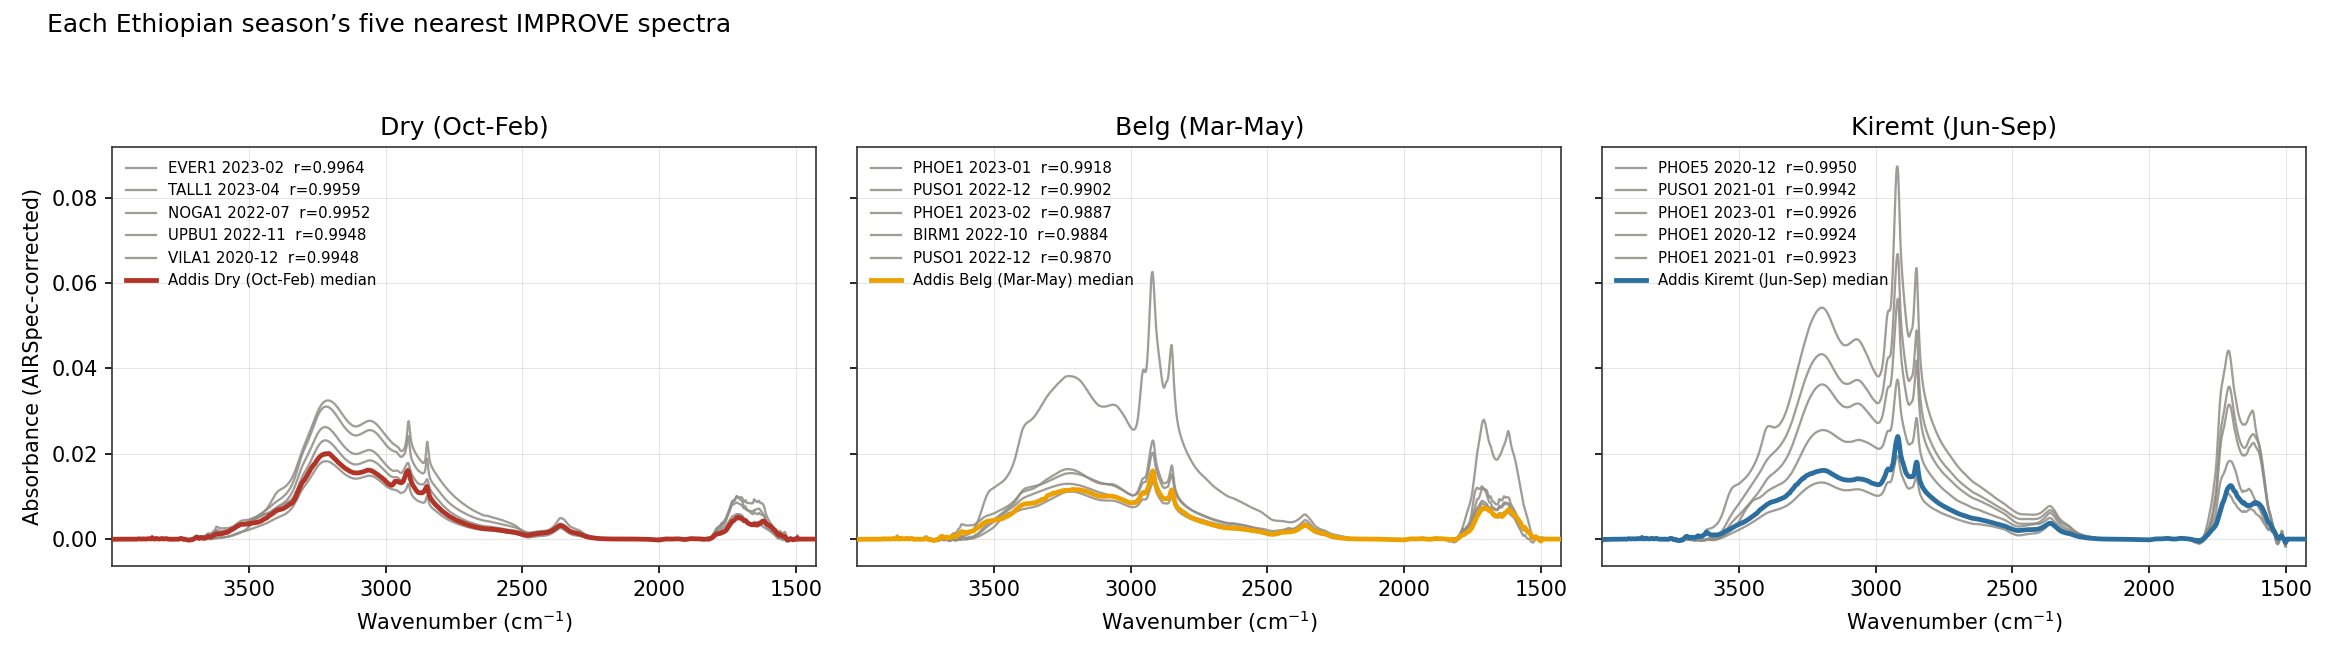 Each Ethiopian season’s five nearest IMPROVE spectra
Dry (Oct-Feb)
EVER1 2023-02 r=0.9964
TALL1 2023-04 r=0.9959
NOGA1 2022-07 r=0.9952
UPBU1 2022-11 r=0.9948
VILA1 2020-12 r=0.9948
Addis Dry (Oct-Feb) median
Absorbance (AIRSpec-corrected)
0.08
0.06
0.04
0.02
0.00
3500 3000 2500 2000 1500
Wavenumber (cm⁻¹)
Belg (Mar-May)
PHOE1 2023-01 r=0.9918
PUSO1 2022-12 r=0.9902
PHOE1 2023-02 r=0.9887
BIRM1 2022-10 r=0.9884
PUSO1 2022-12 r=0.9870
Addis Belg (Mar-May) median
3500 3000 2500 2000 1500
Wavenumber (cm⁻¹)
Kiremt (Jun-Sep)
PHOE5 2020-12 r=0.9950
PUSO1 2021-01 r=0.9942
PHOE1 2023-01 r=0.9926
PHOE1 2020-12 r=0.9924
PHOE1 2021-01 r=0.9923
Addis Kiremt (Jun-Sep) median
3500 3000 2500 2000 1500
Wavenumber (cm⁻¹)